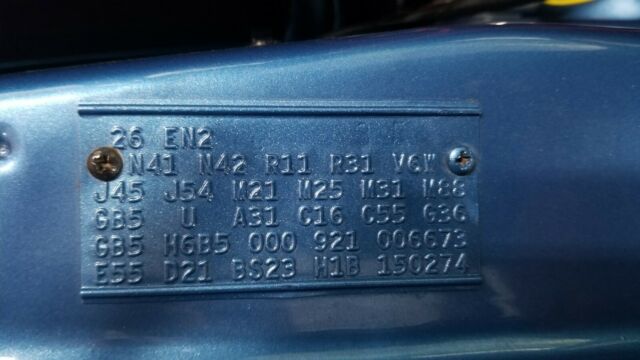 26 EN2
N41 N42 R11 R31 V6W
J45 J54 M21 M25 M31 M88
GB5 U A31 C16 C55 G36
GB5 H6B5 000 921 006673
E55 D21 BS23 H1B 150274